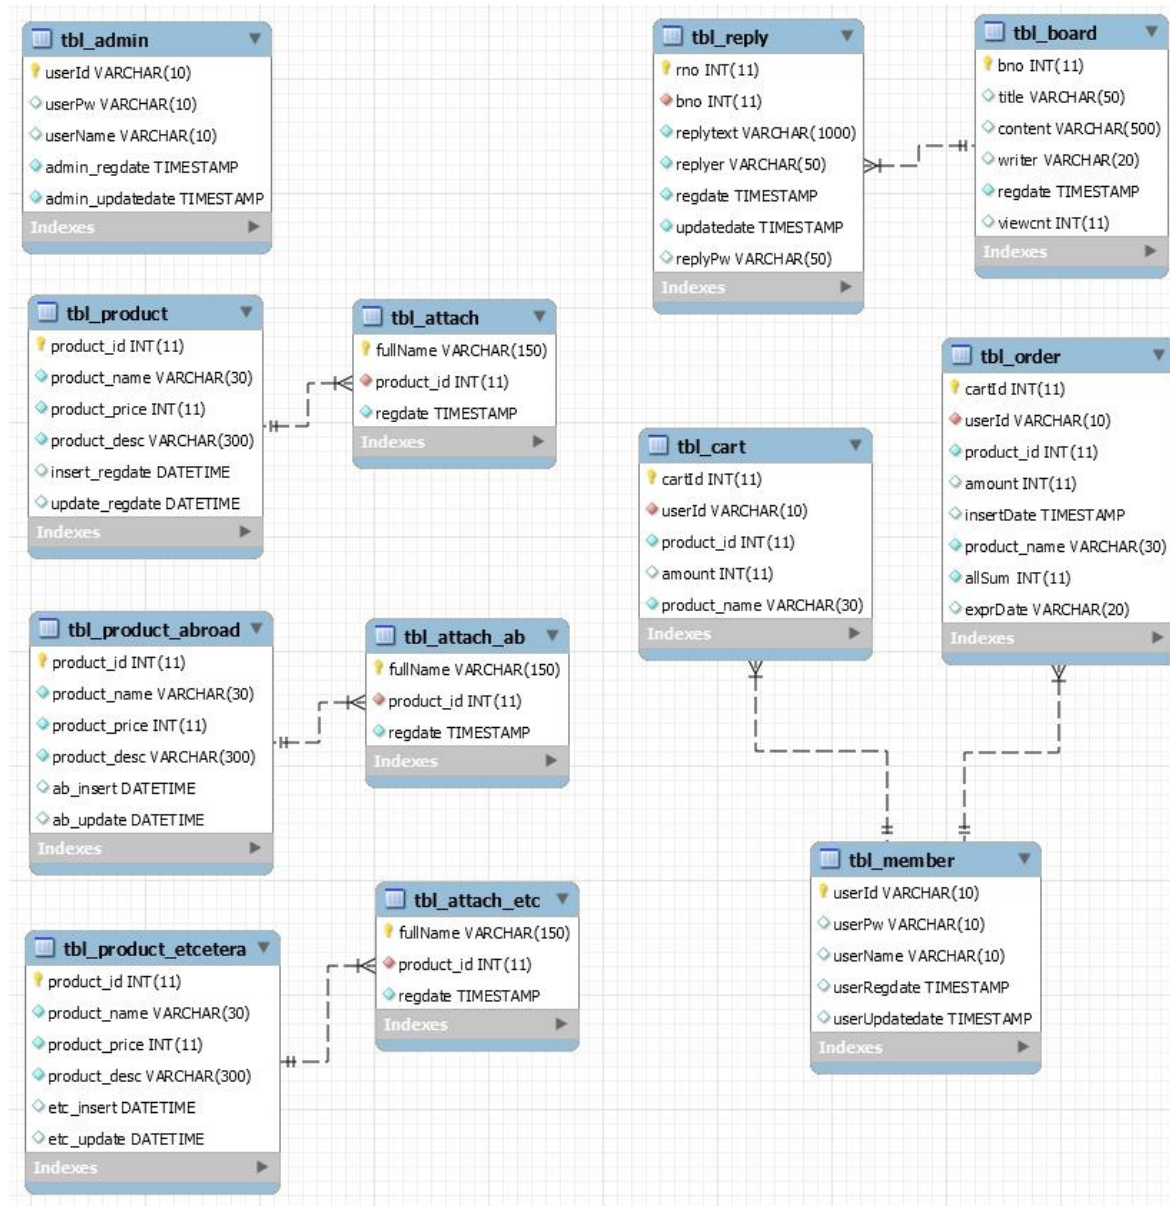 tbl_admin
userId VARCHAR(10)
userPw VARCHAR(10)
userName VARCHAR(10)
admin_regdate TIMESTAMP
admin_updatedate TIMESTAMP
Indexes
tbl_reply
rno INT(11)
bno INT(11)
replytext VARCHAR(1000)
replyer VARCHAR(50)
regdate TIMESTAMP
updatedate TIMESTAMP
replyPw VARCHAR(50)
Indexes
tbl_board
bno INT(11)
title VARCHAR(50)
content VARCHAR(500)
writer VARCHAR(20)
regdate TIMESTAMP
viewcnt INT(11)
Indexes
tbl_product
product_id INT(11)
product_name VARCHAR(30)
product_price INT(11)
product_desc VARCHAR(300)
insert_regdate DATETIME
update_regdate DATETIME
Indexes
tbl_attach
fullName VARCHAR(150)
product_id INT(11)
regdate TIMESTAMP
Indexes
tbl_cart
cartId INT(11)
userId VARCHAR(10)
product_id INT(11)
amount INT(11)
product_name VARCHAR(30)
Indexes
tbl_order
cartId INT(11)
userId VARCHAR(10)
product_id INT(11)
amount INT(11)
insertDate TIMESTAMP
product_name VARCHAR(30)
allSum INT(11)
exprDate VARCHAR(20)
Indexes
tbl_product_abroad
product_id INT(11)
product_name VARCHAR(30)
product_price INT(11)
product_desc VARCHAR(300)
ab_insert DATETIME
ab_update DATETIME
Indexes
tbl_attach_ab
fullName VARCHAR(150)
product_id INT(11)
regdate TIMESTAMP
Indexes
tbl_member
userId VARCHAR(10)
userPw VARCHAR(10)
userName VARCHAR(10)
userRegdate TIMESTAMP
userUpdatedate TIMESTAMP
Indexes
tbl_product_etcetera
product_id INT(11)
product_name VARCHAR(30)
product_price INT(11)
product_desc VARCHAR(300)
etc_insert DATETIME
etc_update DATETIME
Indexes
tbl_attach_etc
fullName VARCHAR(150)
product_id INT(11)
regdate TIMESTAMP
Indexes